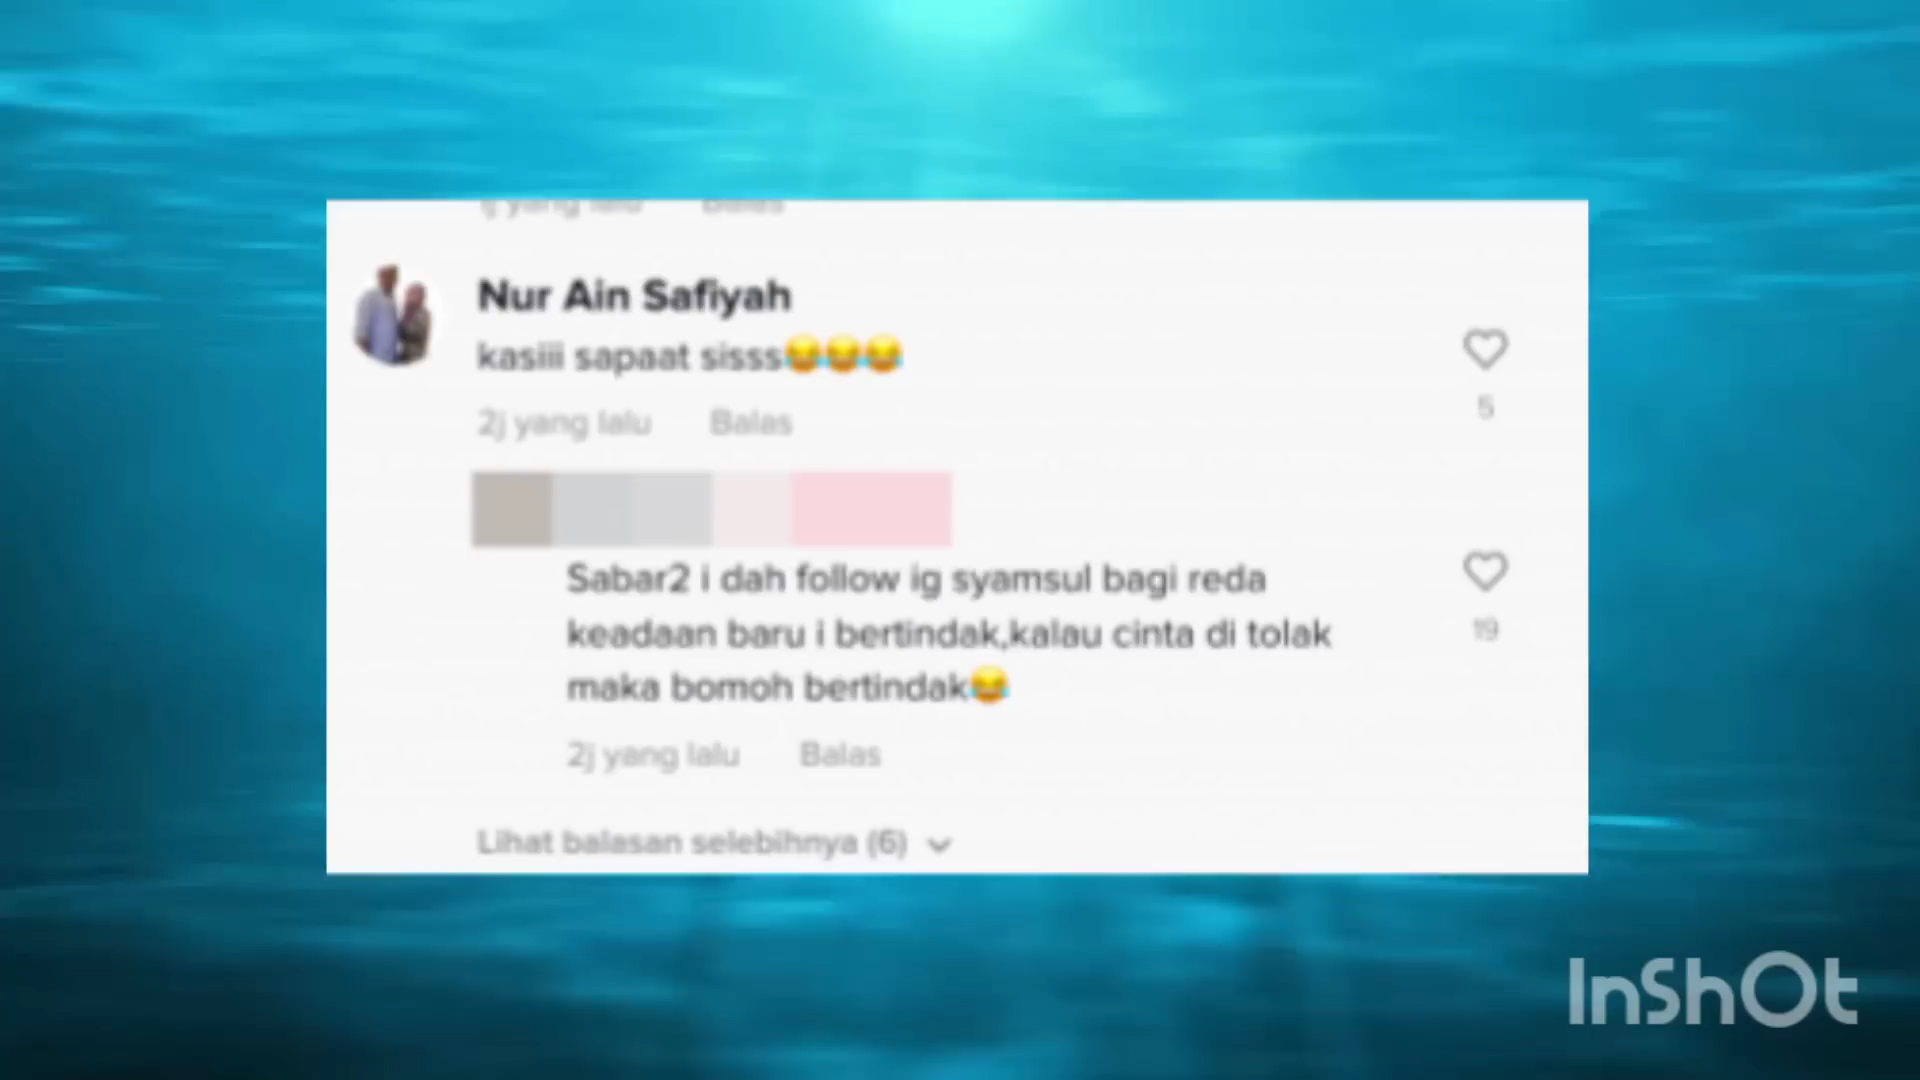 Nur Ain Safiyah
kasiii sapaat sisss😂😂😂
5
2j yang lalu Balas
Sabar2 i dah follow ig syamsul bagi reda
keadaan baru i bertindak,kalau cinta di tolak
19
maka bomoh bertindak😂
2j yang lalu Balas
Lihat balasan selebihnya (6)
InShOt